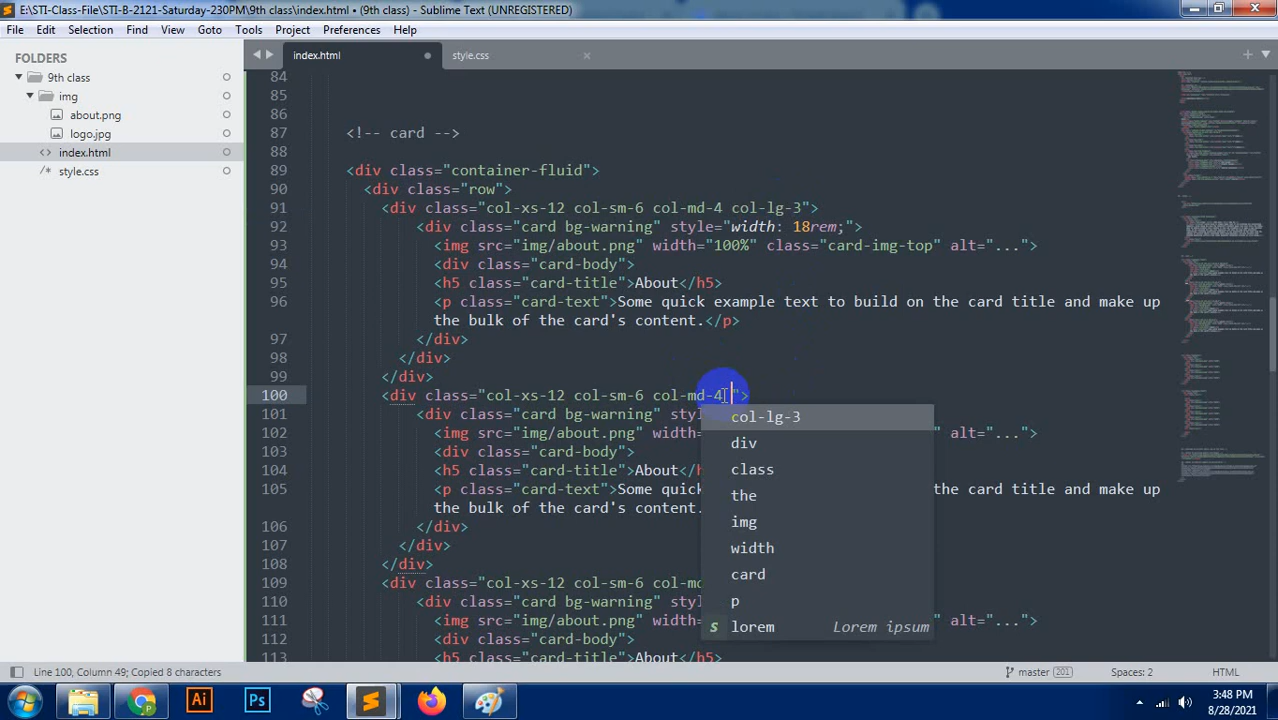 E:\STI-Class-File\STI-B-2121-Saturday-230PM\9th class\index.html • (9th class) - Sublime Text (UNREGISTERED)
File Edit Selection Find View Goto Tools Project Preferences Help
FOLDERS
9th class
img
about.png
logo.jpg
index.html
style.css
index.html style.css
84
85
86
87 <!-- card -->
88
89 <div class="container-fluid">
90 <div class="row">
91 <div class="col-xs-12 col-sm-6 col-md-4 col-lg-3">
92 <div class="card bg-warning" style="width: 18rem;">
93 <img src="img/about.png" width="100%" class="card-img-top" alt="...">
94 <div class="card-body">
95 <h5 class="card-title">About</h5>
96 <p class="card-text">Some quick example text to build on the card title and make up
the bulk of the card's content.</p>
97 </div>
98 </div>
99 </div>
100 <div class="col-xs-12 col-sm-6 col-md-4 ">
101 <div class="card bg-warning" sty
102 <img src="img/about.png" width= alt="...">
103 <div class="card-body">
104 <h5 class="card-title">About</h
105 <p class="card-text">Some quick the card title and make up
the bulk of the card's content.
106 </div>
107 </div>
108 </div>
109 <div class="col-xs-12 col-sm-6 col-md
110 <div class="card bg-warning" sty
111 <img src="img/about.png" width= alt="...">
112 <div class="card-body">
113 <h5 class="card-title">About</h5>
col-lg-3
div
class
the
img
width
card
p
s lorem Lorem ipsum
Line 100, Column 49; Copied 8 characters master 201 Spaces: 2 HTML
Ai Ps
3:48 PM
8/28/2021